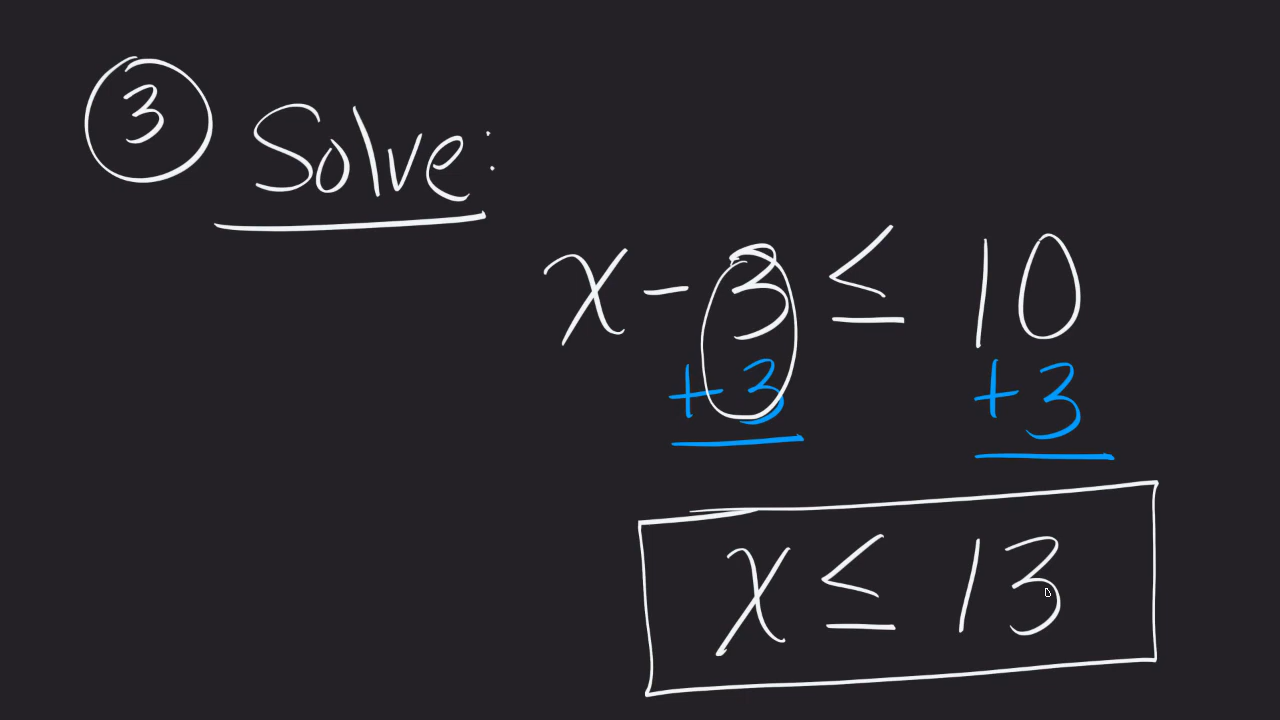 3 Solve:
x - 3 ≤ 10
+3 +3
x ≤ 13